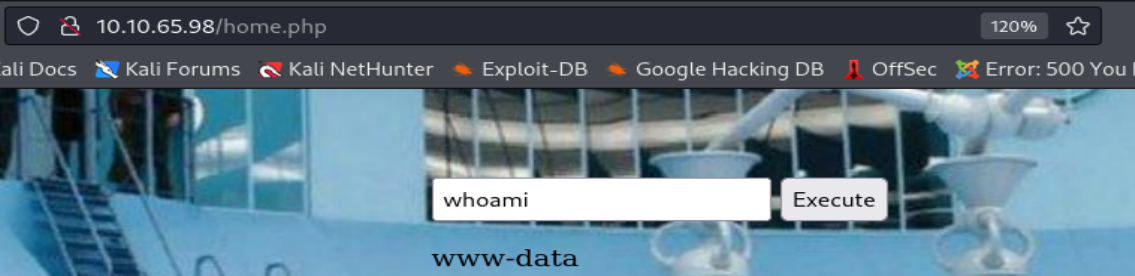 10.10.65.98/home.php 120%
Kali Docs Kali Forums Kali NetHunter Exploit-DB Google Hacking DB OffSec Error: 500 You
whoami Execute
www-data